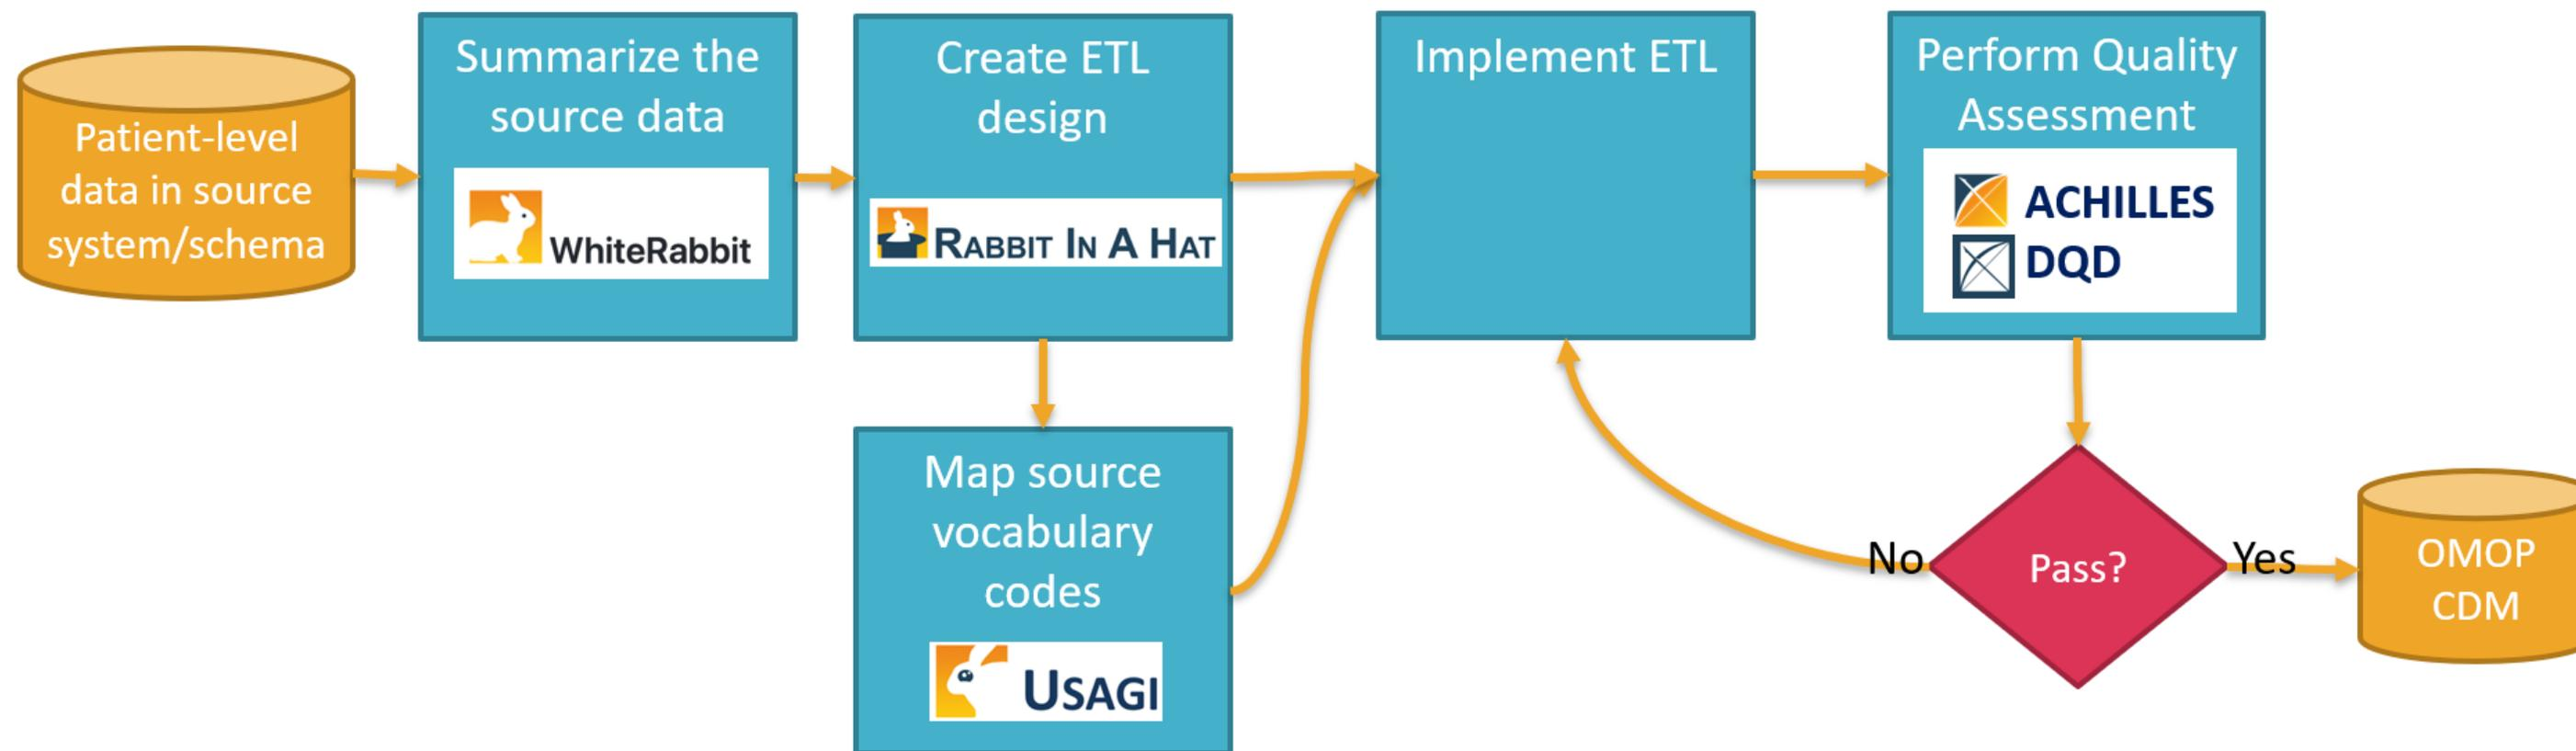 Patient-level
data in source
system/schema
Summarize the
source data
WhiteRabbit
Create ETL
design
RABBIT IN A HAT
Map source
vocabulary
codes
USAGI
Implement ETL
Perform Quality
Assessment
ACHILLES
DQD
No
Pass?
Yes
OMOP
CDM